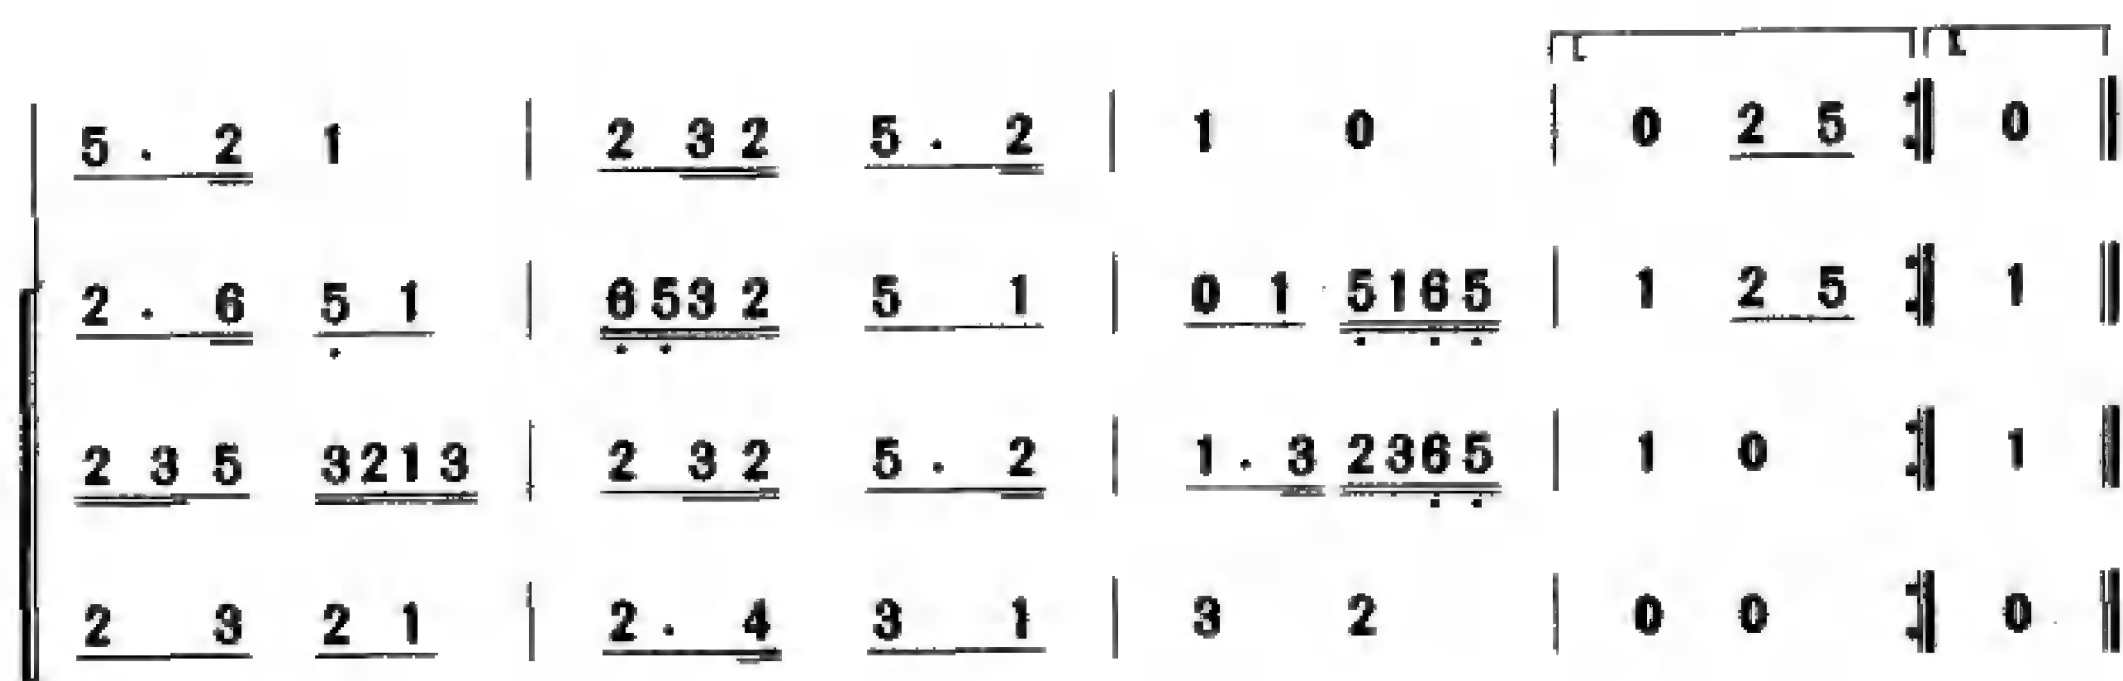 5 . 2 1 | 2 3 2 5 . 2 | 1 0 | 0 2 5 :‖ 0 ‖
2 . 6 5 1 | 6 5 3 2 5 1 | 0 1 5 1 6 5 | 1 2 5 :‖ 1 ‖
2 3 5 3 2 1 3 | 2 3 2 5 . 2 | 1 . 3 2 3 6 5 | 1 0 :‖ 1 ‖
2 3 2 1 | 2 . 4 3 1 | 3 2 | 0 0 :‖ 0 ‖